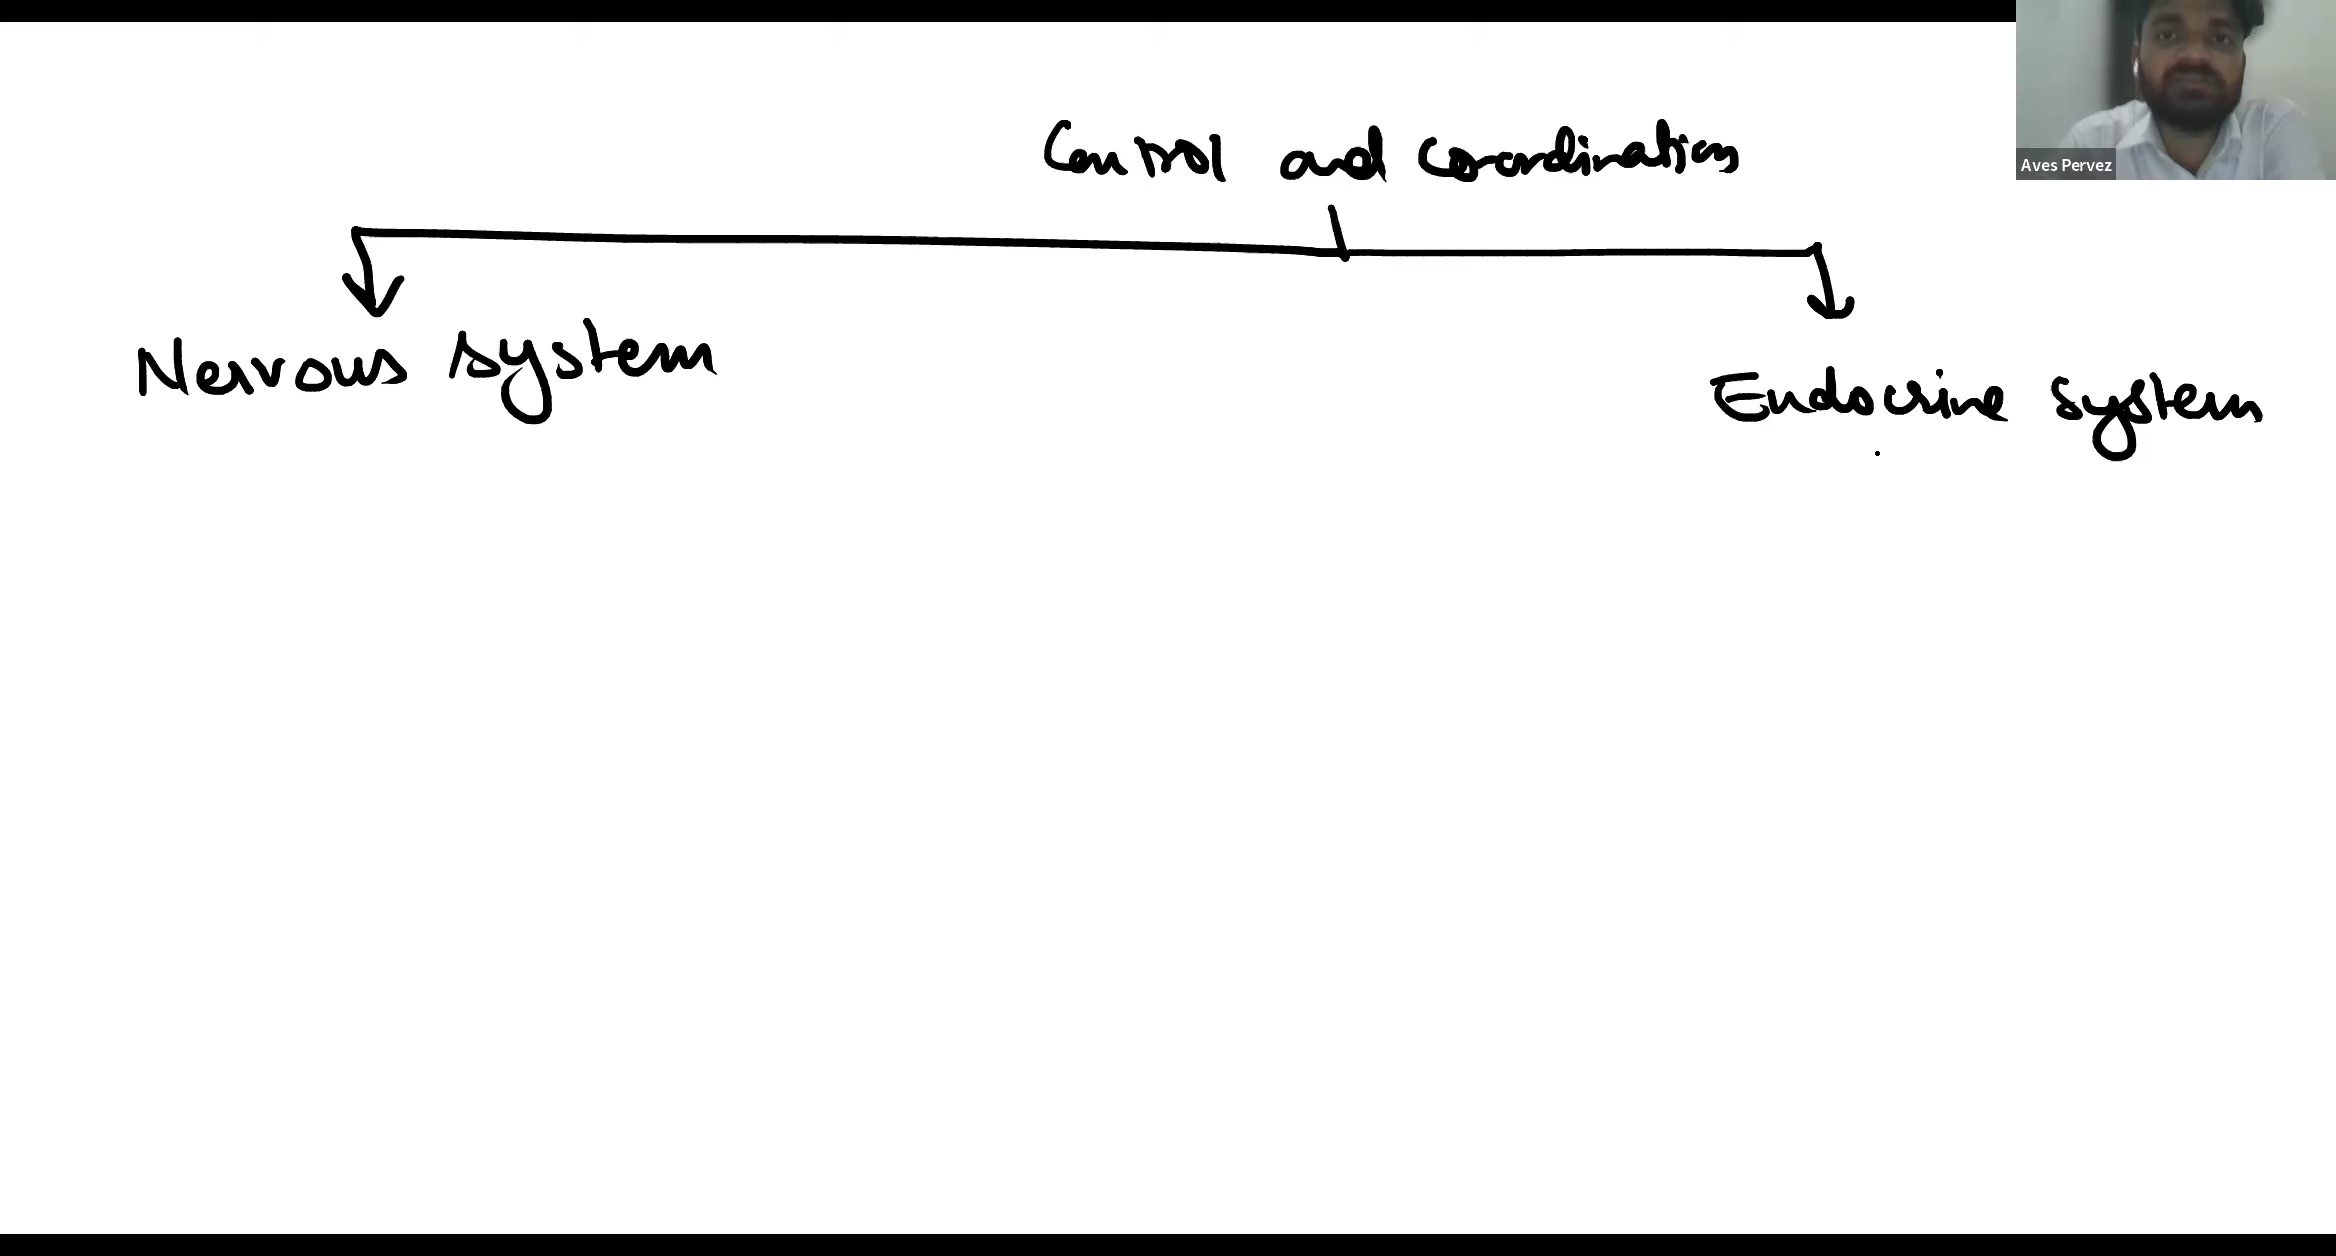 Control and coordination
Aves Pervez
Nervous system
Endocrine system